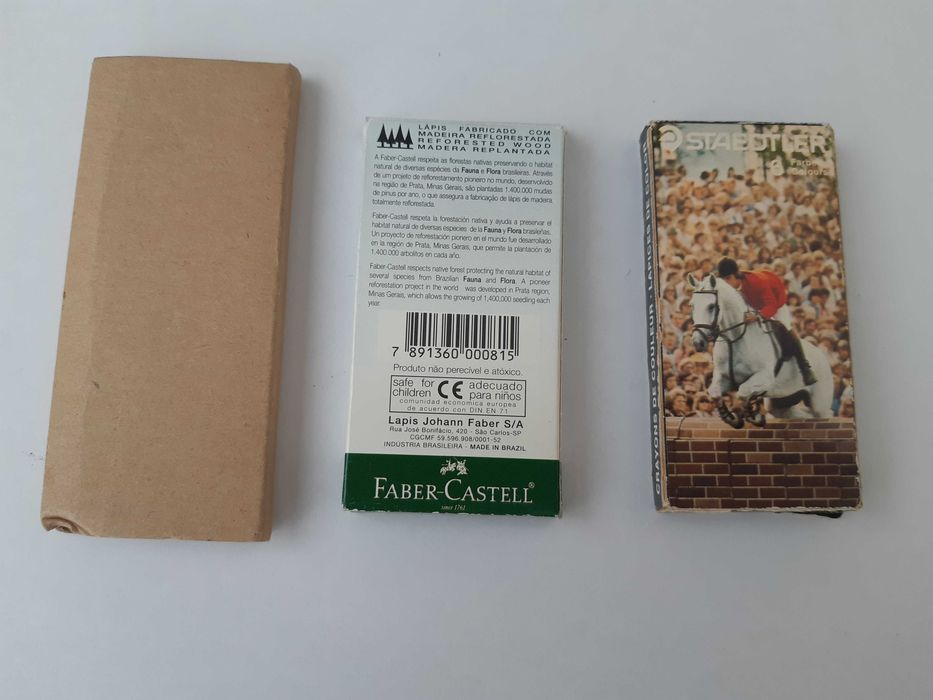 LÁPIS FABRICADO COM
MADEIRA REFLORESTADA
REFORESTED WOOD
MADERA REPLANTADA
A Faber-Castell respeita as florestas nativas preservando o habitat
natural de diversas espécies da Fauna e Flora brasileiras. Através
de um projeto de reflorestamento pioneiro no mundo, desenvolvido
na região de Prata, Minas Gerais, são plantadas 1.400.000 mudas
de pinus por ano, o que assegura a fabricação de lápis de madeira
totalmente reflorestada.
Faber-Castell respeta la forestación nativa y ayuda a preservar el
habitat natural de diversas especies de la Fauna y Flora brasileñas.
Un proyecto de reforestación pionero en el mundo fue desarrollado
en la región de Prata, Minas Gerais, que permite la plantación de
1.400.000 arbolitos en cada año.
Faber-Castell respects native forest protecting the natural habitat of
several species from Brazilian Fauna and Flora. A pioneer
reforestation project in the world was developed in Prata region,
Minas Gerais, which allows the growing of 1,400,000 seedling each
year.
7 891360 000815
Produto não perecível e atóxico.
safe for children CE adecuado para niños
comunidad economica europea
de acuerdo con DIN EN 71
Lapis Johann Faber S/A
Rua José Bonifácio, 420 - São Carlos-SP
CGCMF 59.596.908/0001-52
INDÚSTRIA BRASILEIRA - MADE IN BRAZIL
FABER-CASTELL®
since 1761
STAEDTLER
Farben
Colours
CRAYONS DE COULEUR · LAPICES DE COLOR